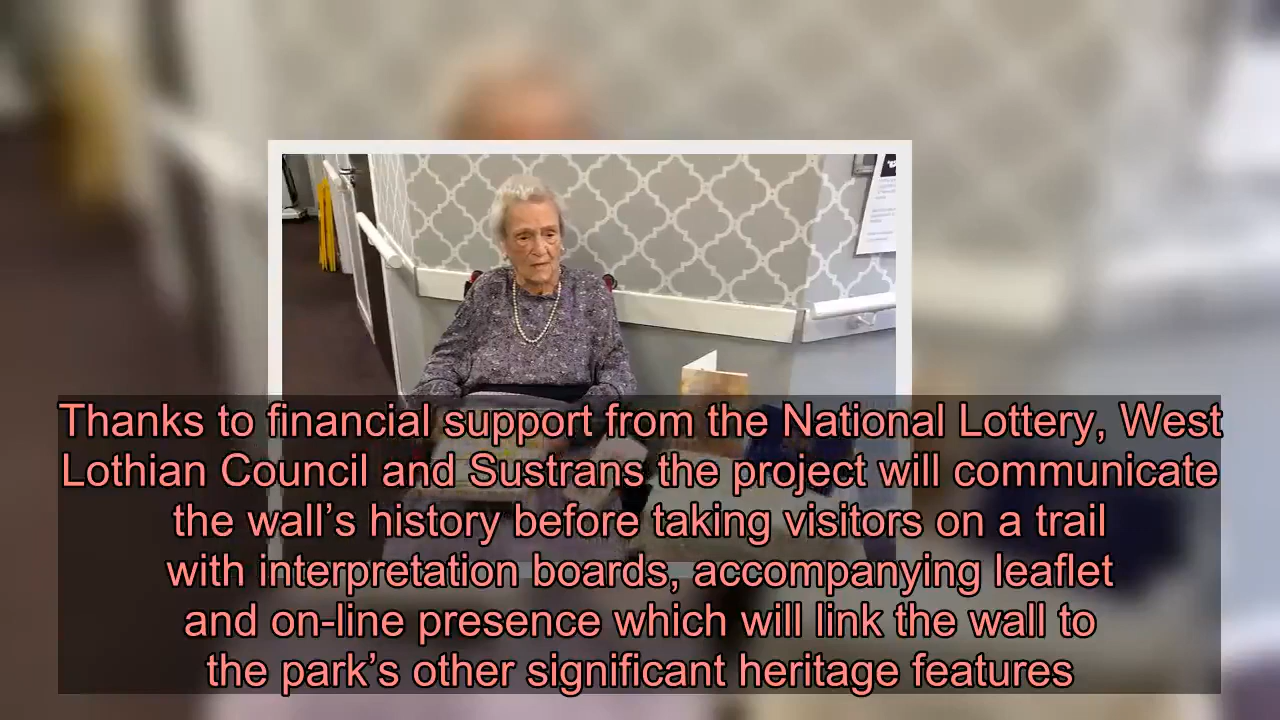 Thanks to financial support from the National Lottery, West
Lothian Council and Sustrans the project will communicate
the wall’s history before taking visitors on a trail
with interpretation boards, accompanying leaflet
and on-line presence which will link the wall to
the park’s other significant heritage features